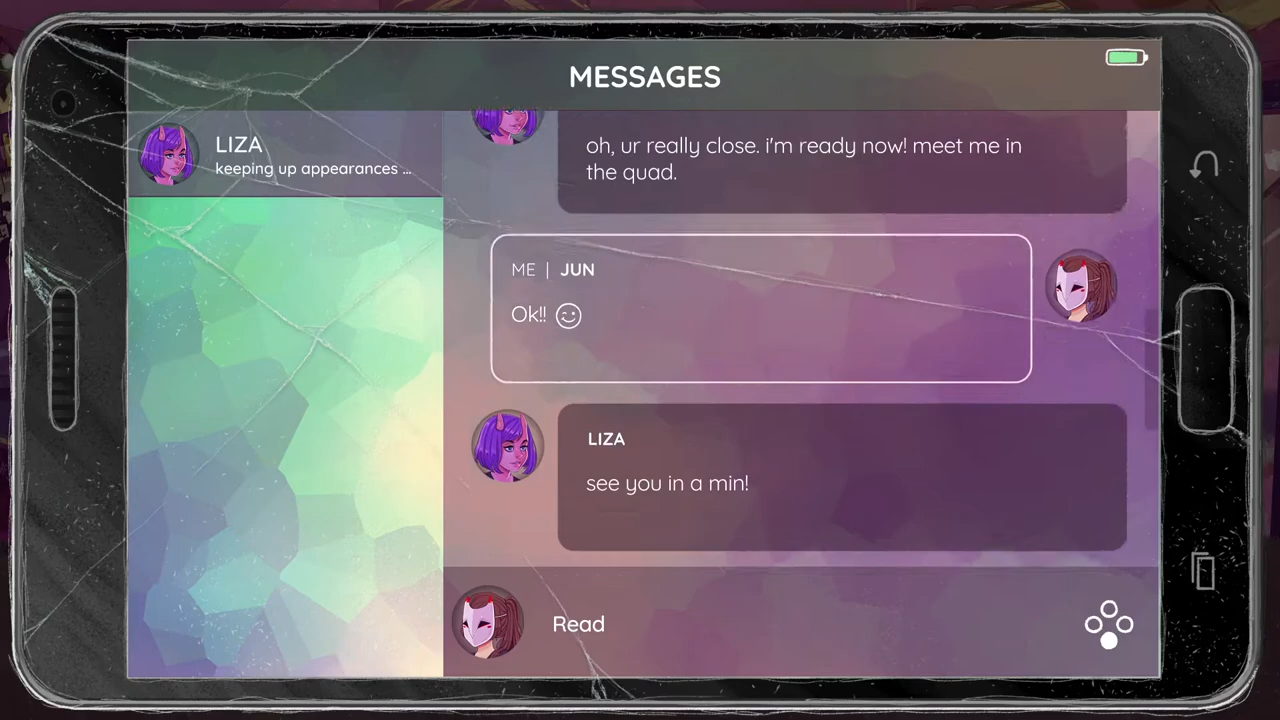 MESSAGES
LIZA
keeping up appearances ...
oh, ur really close. i'm ready now! meet me in
the quad.
ME | JUN
Ok!!
LIZA
see you in a min!
Read